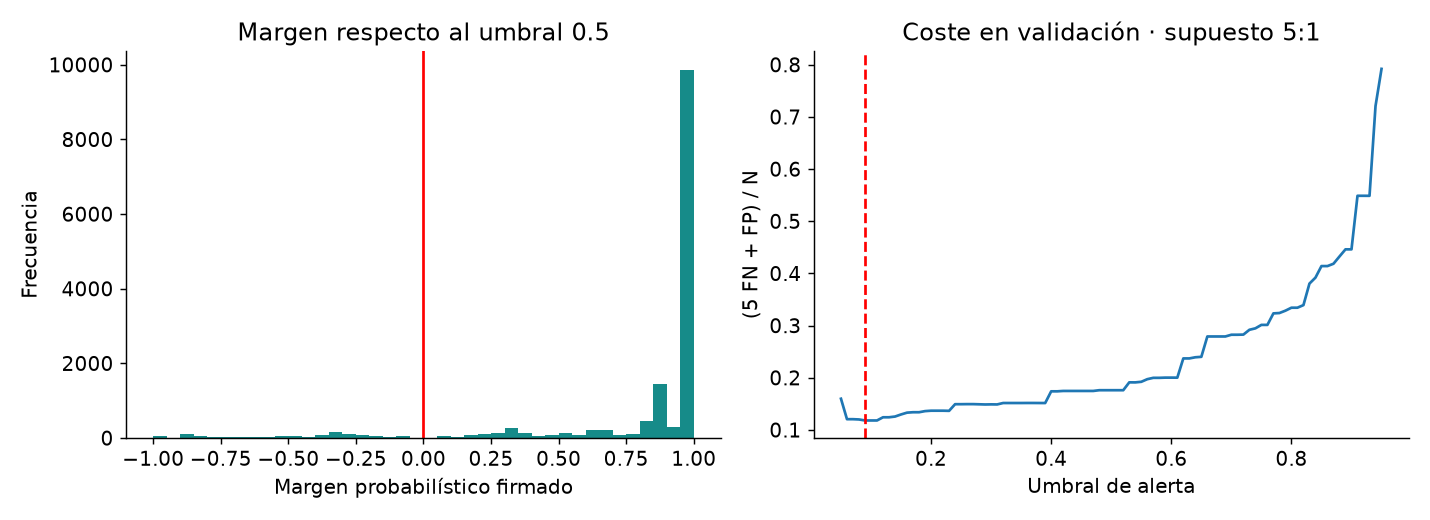 Margen respecto al umbral 0.5
Frecuencia
10000
8000
6000
4000
2000
0
−1.00 −0.75 −0.50 −0.25 0.00 0.25 0.50 0.75 1.00
Margen probabilístico firmado
Coste en validación · supuesto 5:1
(5 FN + FP) / N
0.8
0.7
0.6
0.5
0.4
0.3
0.2
0.1
0.2 0.4 0.6 0.8
Umbral de alerta